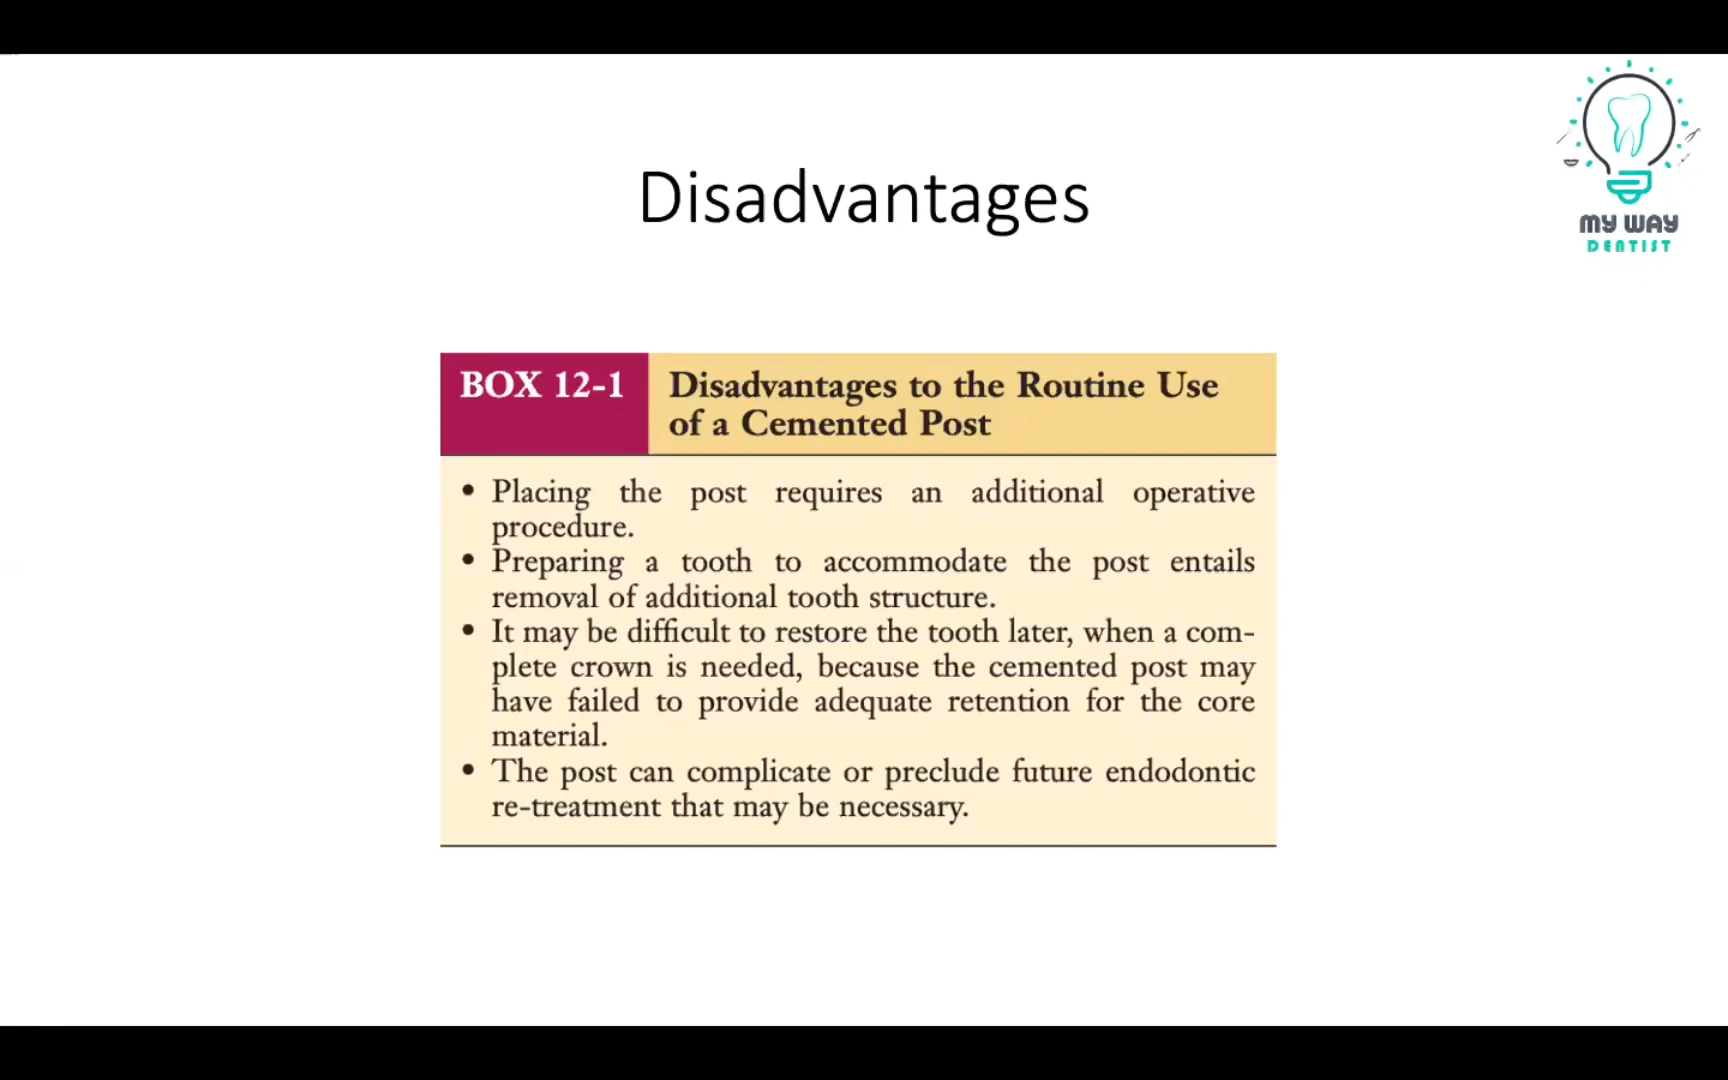 Disadvantages
MY WAY
DENTIST
BOX 12-1
Disadvantages to the Routine Use
of a Cemented Post
• Placing the post requires an additional operative
procedure.
• Preparing a tooth to accommodate the post entails
removal of additional tooth structure.
• It may be difficult to restore the tooth later, when a com-
plete crown is needed, because the cemented post may
have failed to provide adequate retention for the core
material.
• The post can complicate or preclude future endodontic
re-treatment that may be necessary.